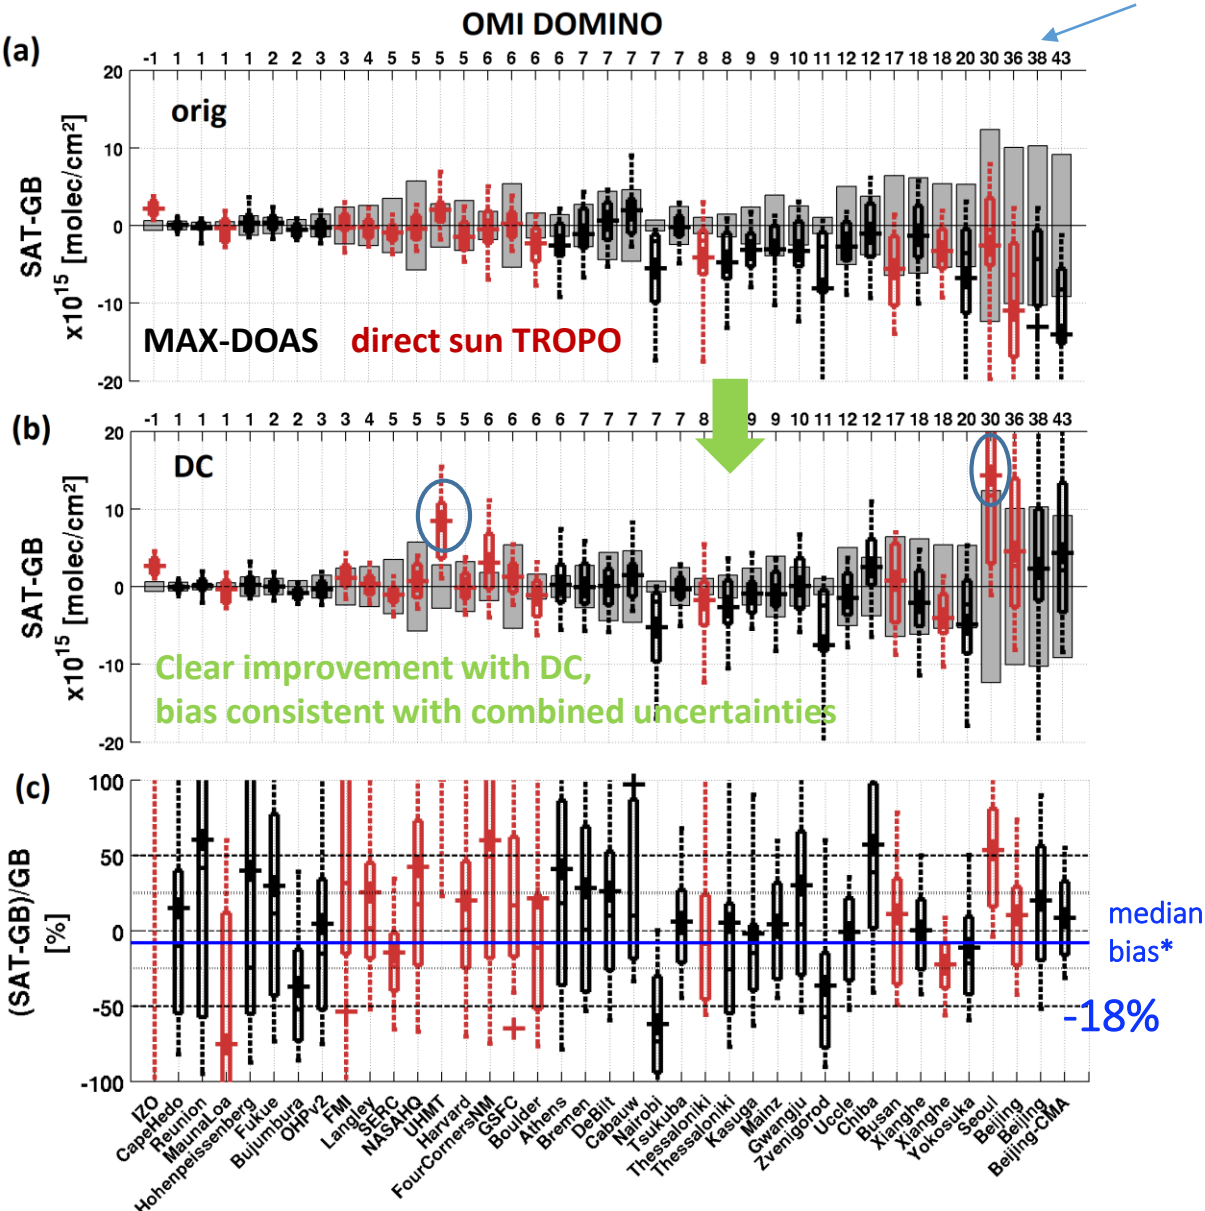 OMI DOMINO
(a)
-1 1 1 1 1 2 2 3 3 4 5 5 5 5 6 6 6 6 7 7 7 7 7 8 8 9 9 10 11 12 12 17 18 18 20 30 36 38 43
20
10
0
-10
-20
SAT-GB
x10¹⁵ [molec/cm²]
orig
MAX-DOAS direct sun TROPO
(b)
-1 1 1 1 1 2 2 3 3 4 5 5 5 5 6 6 6 6 7 7 7 7 7 8 9 9 10 11 12 12 17 18 18 20 30 36 38 43
20
10
0
-10
-20
SAT-GB
x10¹⁵ [molec/cm²]
DC
Clear improvement with DC,
bias consistent with combined uncertainties
(c)
100
50
0
-50
-100
(SAT-GB)/GB
[%]
median
bias*
-18%
IZO
CapeHedo
Reunion
MaunaLoa
Hohenpeissenberg
Fukue
Bujumbura
OHPv2
FMI
Langley
SERC
NASAHQ
UHMT
Harvard
FourCornersNM
GSFC
Boulder
Athens
Bremen
DeBilt
Cabauw
Nairobi
Tsukuba
Thessaloniki
Thessaloniki
Kasuga
Mainz
Gwangju
Zvenigorod
Uccle
Chiba
Busan
Xianghe
Xianghe
Yokosuka
Seoul
Beijing
Beijing
Beijing-CMA